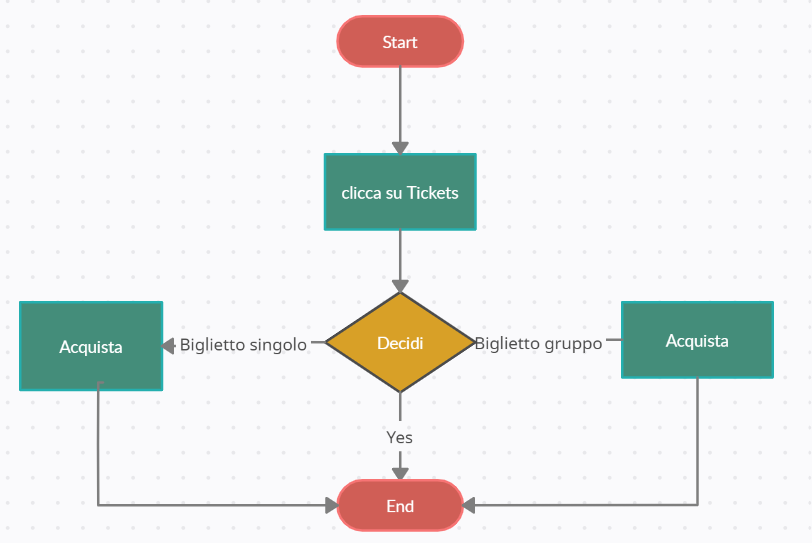 Start
clicca su Tickets
Acquista
Biglietto singolo
Decidi
Biglietto gruppo
Acquista
Yes
End